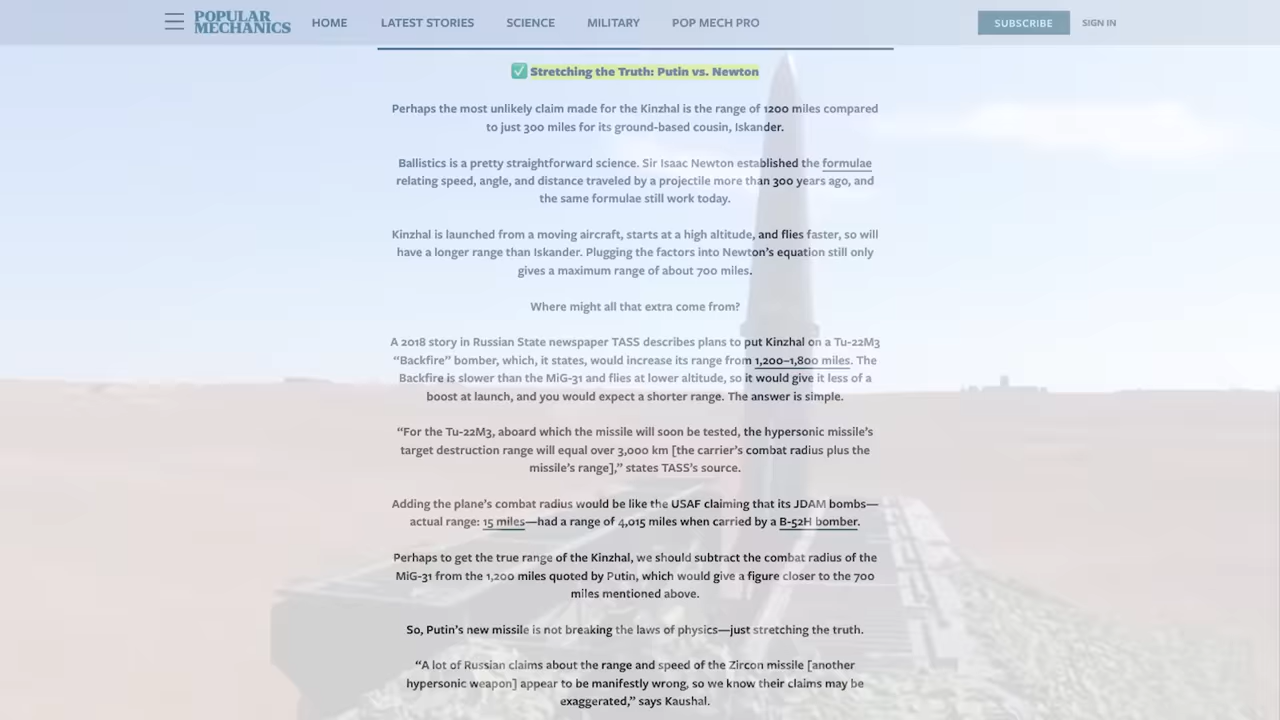 POPULAR
MECHANICS
HOME
LATEST STORIES
SCIENCE
MILITARY
POP MECH PRO
SUBSCRIBE
SIGN IN
✅ Stretching the Truth: Putin vs. Newton
Perhaps the most unlikely claim made for the Kinzhal is the range of 1200 miles compared
to just 300 miles for its ground-based cousin, Iskander.
Ballistics is a pretty straightforward science. Sir Isaac Newton established the formulae
relating speed, angle, and distance traveled by a projectile more than 300 years ago, and
the same formulae still work today.
Kinzhal is launched from a moving aircraft, starts at a high altitude, and flies faster, so will
have a longer range than Iskander. Plugging the factors into Newton’s equation still only
gives a maximum range of about 700 miles.
Where might all that extra come from?
A 2018 story in Russian State newspaper TASS describes plans to put Kinzhal on a Tu-22M3
“Backfire” bomber, which, it states, would increase its range from 1,200–1,800 miles. The
Backfire is slower than the MiG-31 and flies at lower altitude, so it would give it less of a
boost at launch, and you would expect a shorter range. The answer is simple.
“For the Tu-22M3, aboard which the missile will soon be tested, the hypersonic missile’s
target destruction range will equal over 3,000 km [the carrier’s combat radius plus the
missile’s range],” states TASS’s source.
Adding the plane’s combat radius would be like the USAF claiming that its JDAM bombs—
actual range: 15 miles—had a range of 4,015 miles when carried by a B-52H bomber.
Perhaps to get the true range of the Kinzhal, we should subtract the combat radius of the
MiG-31 from the 1,200 miles quoted by Putin, which would give a figure closer to the 700
miles mentioned above.
So, Putin’s new missile is not breaking the laws of physics—just stretching the truth.
“A lot of Russian claims about the range and speed of the Zircon missile [another
hypersonic weapon] appear to be manifestly wrong, so we know their claims may be
exaggerated,” says Kaushal.